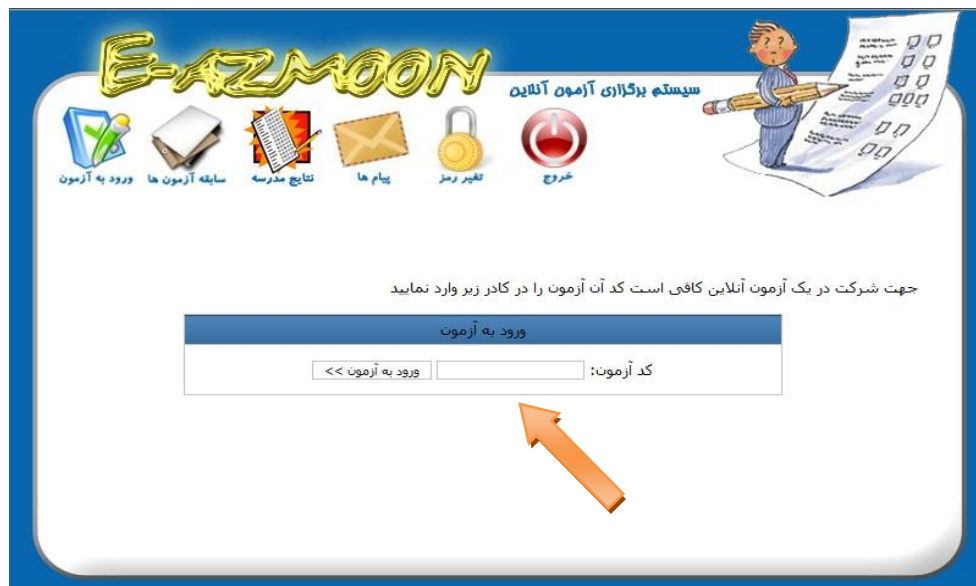 E-AZMOON
سیستم برگزاری آزمون آنلاین
ورود به آزمون
سابقه آزمون ها
نتایج مدرسه
پیام ها
تغیر رمز
خروج
جهت شرکت در یک آزمون آنلاین کافی است کد آن آزمون را در کادر زیر وارد نمایید
ورود به آزمون
کد آزمون:
ورود به آزمون >>